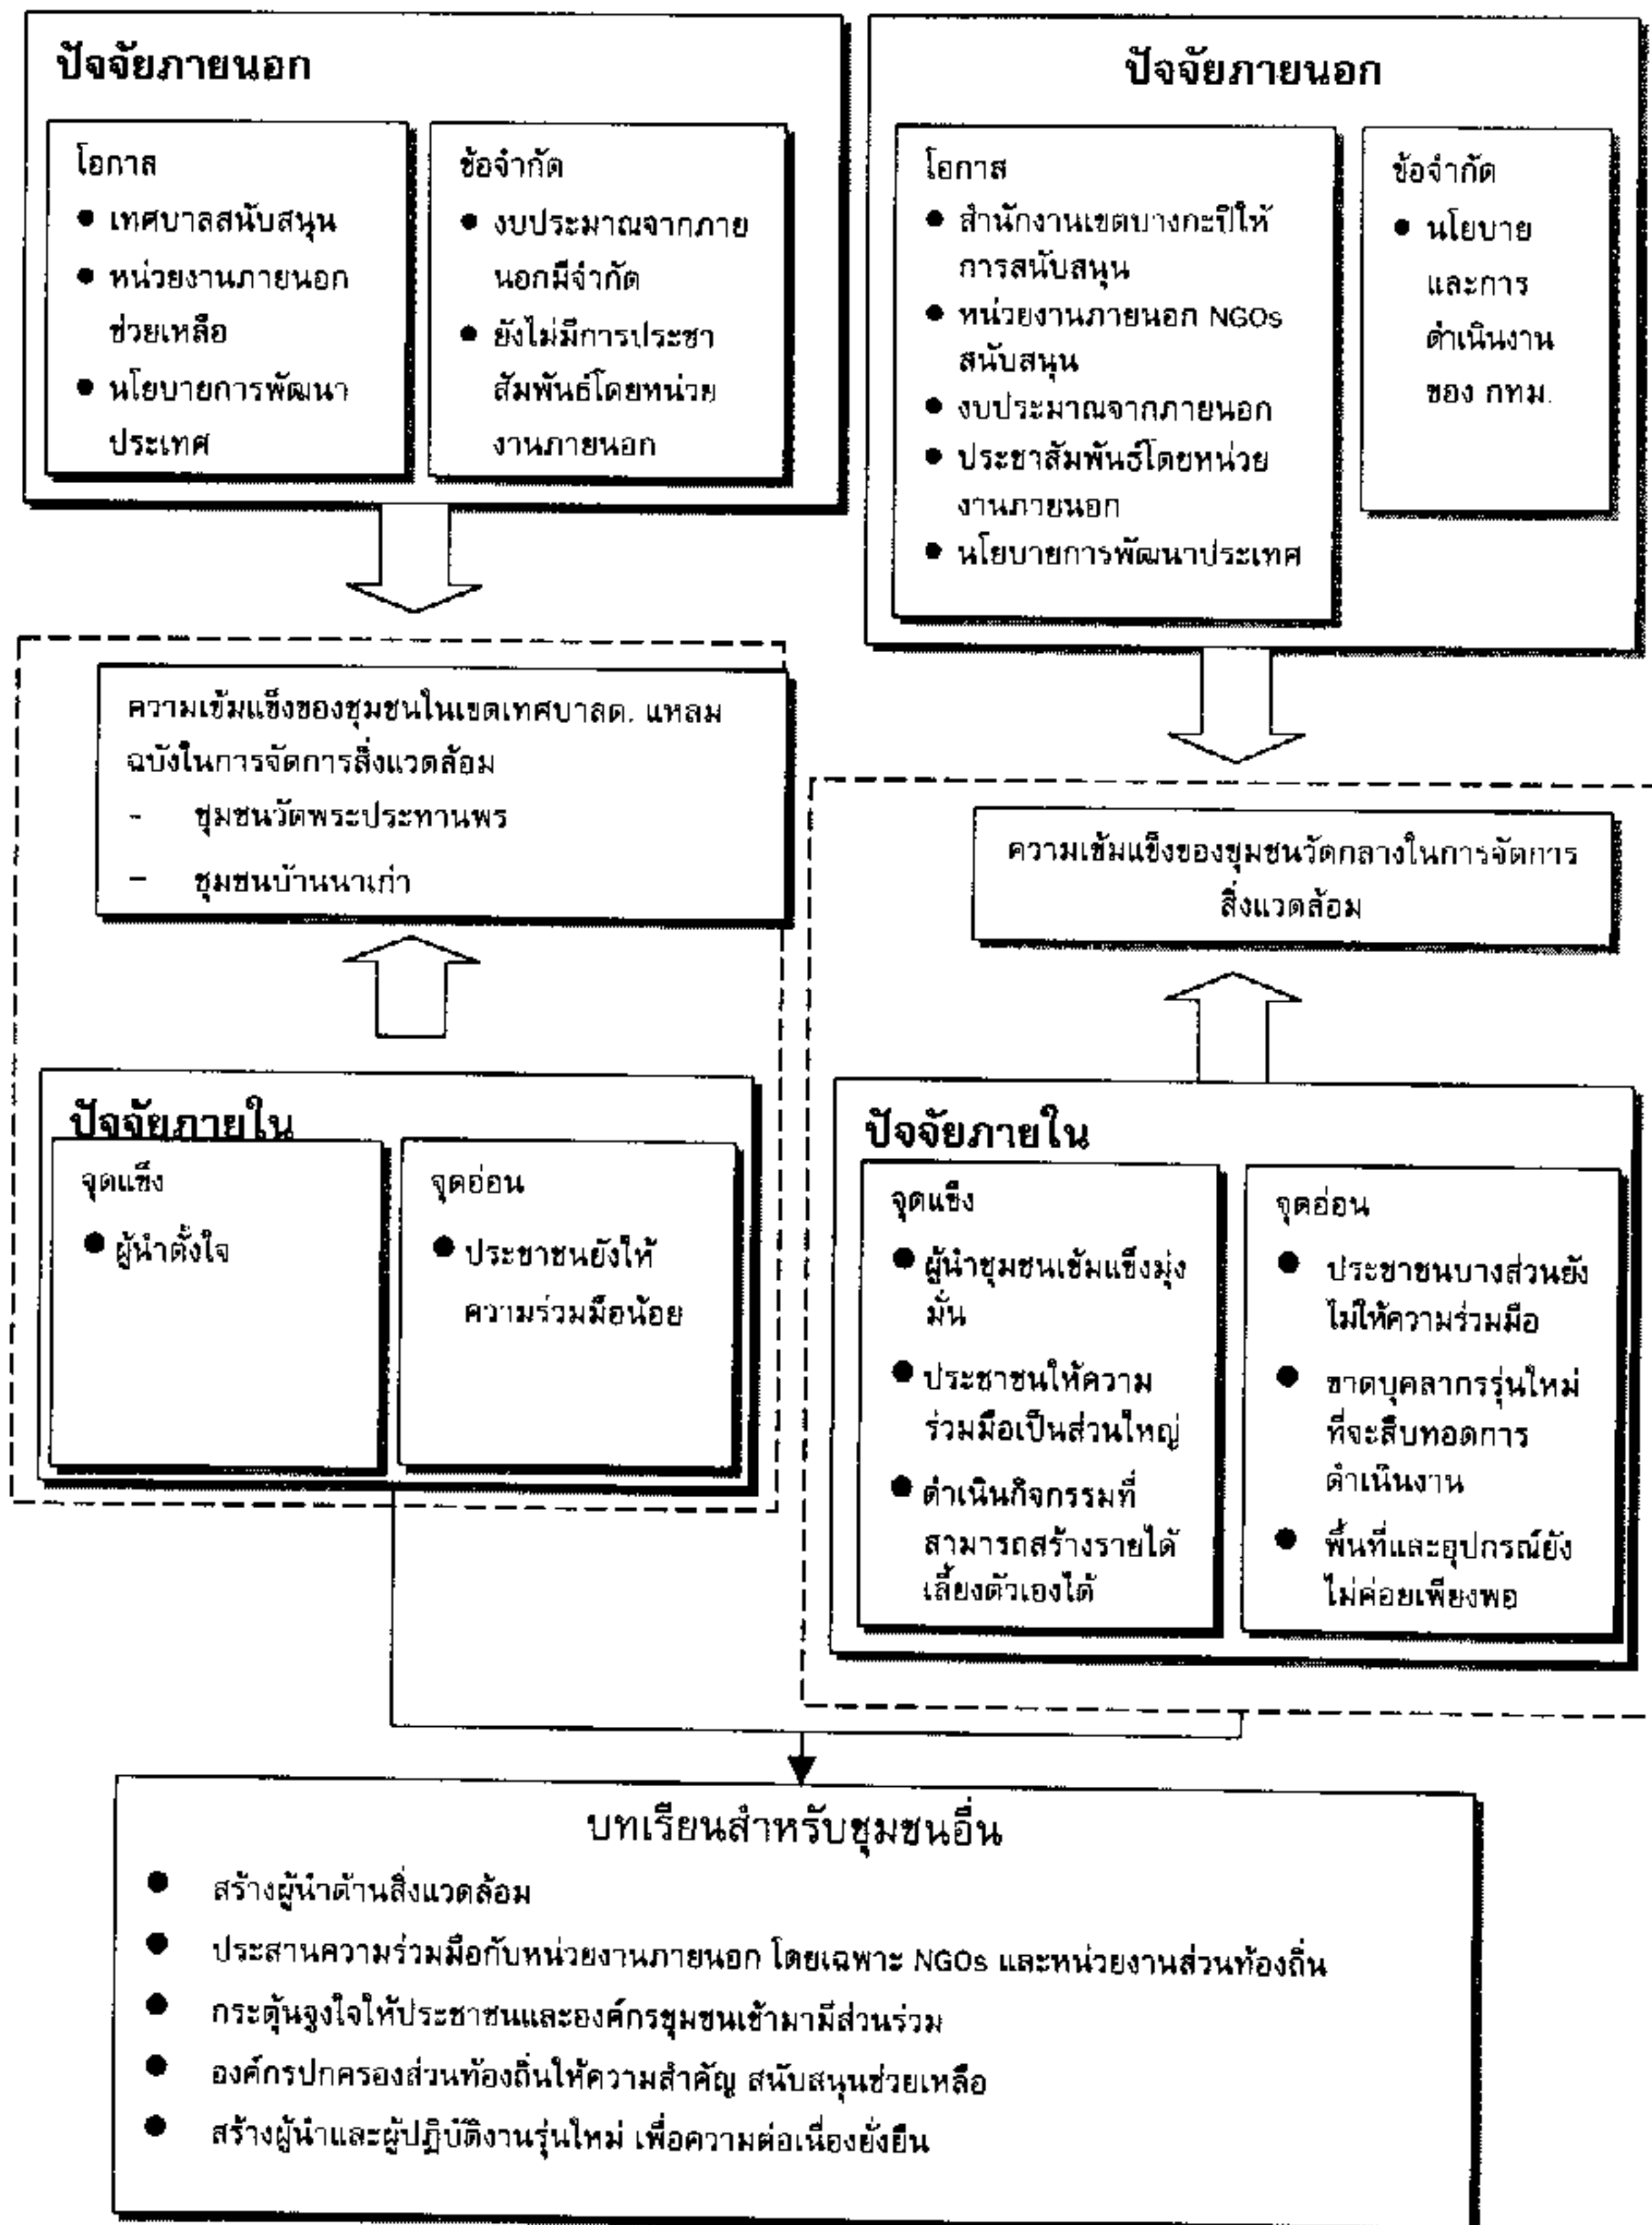 ปัจจัยภายนอก
โอกาส
● เทศบาลสนับสนุน
● หน่วยงานภายนอก
ช่วยเหลือ
● นโยบายการพัฒนา
ประเทศ
ข้อจำกัด
● งบประมาณจากภาย
นอกมีจำกัด
● ยังไม่มีการประชา
สัมพันธ์โดยหน่วย
งานภายนอก
ปัจจัยภายนอก
โอกาส
● สำนักงานเขตบางกะปิให้
การสนับสนุน
● หน่วยงานภายนอก NGOs
สนับสนุน
● งบประมาณจากภายนอก
● ประชาสัมพันธ์โดยหน่วย
งานภายนอก
● นโยบายการพัฒนาประเทศ
ข้อจำกัด
● นโยบาย
และการ
ดำเนินงาน
ของ กทม.
ความเข้มแข็งของชุมชนในเขตเทศบาลต. แหลม
ฉบังในการจัดการสิ่งแวดล้อม
- ชุมชนวัดพระประทานพร
- ชุมชนบ้านนาเก่า
ความเข้มแข็งของชุมชนวัดกลางในการจัดการ
สิ่งแวดล้อม
ปัจจัยภายใน
จุดแข็ง
● ผู้นำตั้งใจ
จุดอ่อน
● ประชาชนยังให้
ความร่วมมือน้อย
ปัจจัยภายใน
จุดแข็ง
● ผู้นำชุมชนเข้มแข็งมุ่ง
มั่น
● ประชาชนให้ความ
ร่วมมือเป็นส่วนใหญ่
● ดำเนินกิจกรรมที่
สามารถสร้างรายได้
เลี้ยงตัวเองได้
จุดอ่อน
● ประชาชนบางส่วนยัง
ไม่ให้ความร่วมมือ
● ขาดบุคลากรรุ่นใหม่
ที่จะสืบทอดการ
ดำเนินงาน
● พื้นที่และอุปกรณ์ยัง
ไม่ค่อยเพียงพอ
บทเรียนสำหรับชุมชนอื่น
● สร้างผู้นำด้านสิ่งแวดล้อม
● ประสานความร่วมมือกับหน่วยงานภายนอก โดยเฉพาะ NGOs และหน่วยงานส่วนท้องถิ่น
● กระตุ้นจูงใจให้ประชาชนและองค์กรชุมชนเข้ามามีส่วนร่วม
● องค์กรปกครองส่วนท้องถิ่นให้ความสำคัญ สนับสนุนช่วยเหลือ
● สร้างผู้นำและผู้ปฏิบัติงานรุ่นใหม่ เพื่อความต่อเนื่องยั่งยืน